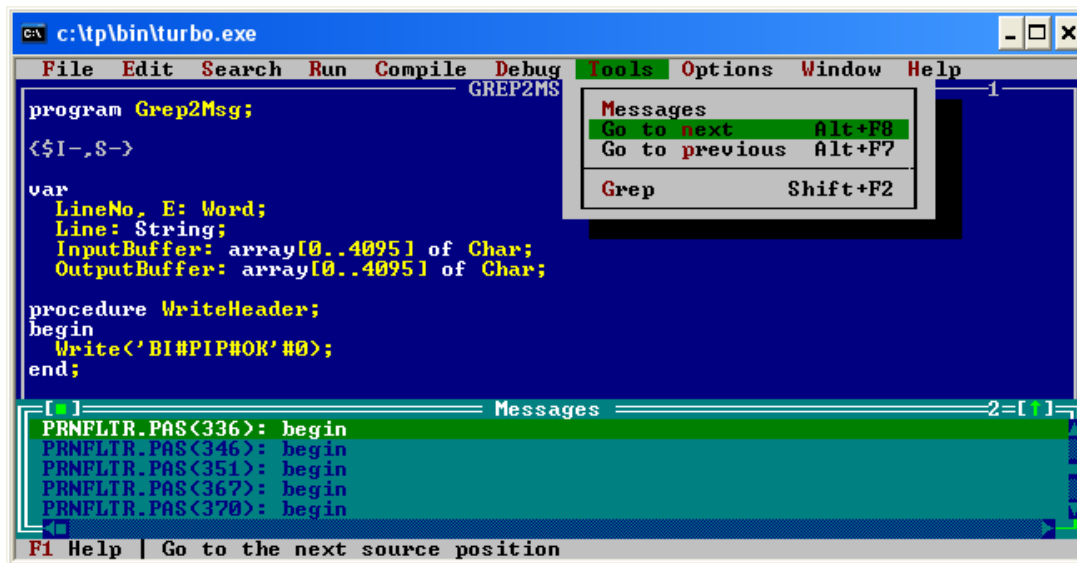 c:\tp\bin\turbo.exe
File Edit Search Run Compile Debug Tools Options Window Help
GREP2MS 1
program Grep2Msg;
{$I-,S-}
var
LineNo, E: Word;
Line: String;
InputBuffer: array[0..4095] of Char;
OutputBuffer: array[0..4095] of Char;
procedure WriteHeader;
begin
Write('BI#PIP#OK'#0);
end;
Messages
Go to next Alt+F8
Go to previous Alt+F7
Grep Shift+F2
Messages 2=[↑]
PRNFLTR.PAS(336): begin
PRNFLTR.PAS(346): begin
PRNFLTR.PAS(351): begin
PRNFLTR.PAS(367): begin
PRNFLTR.PAS(370): begin
F1 Help | Go to the next source position